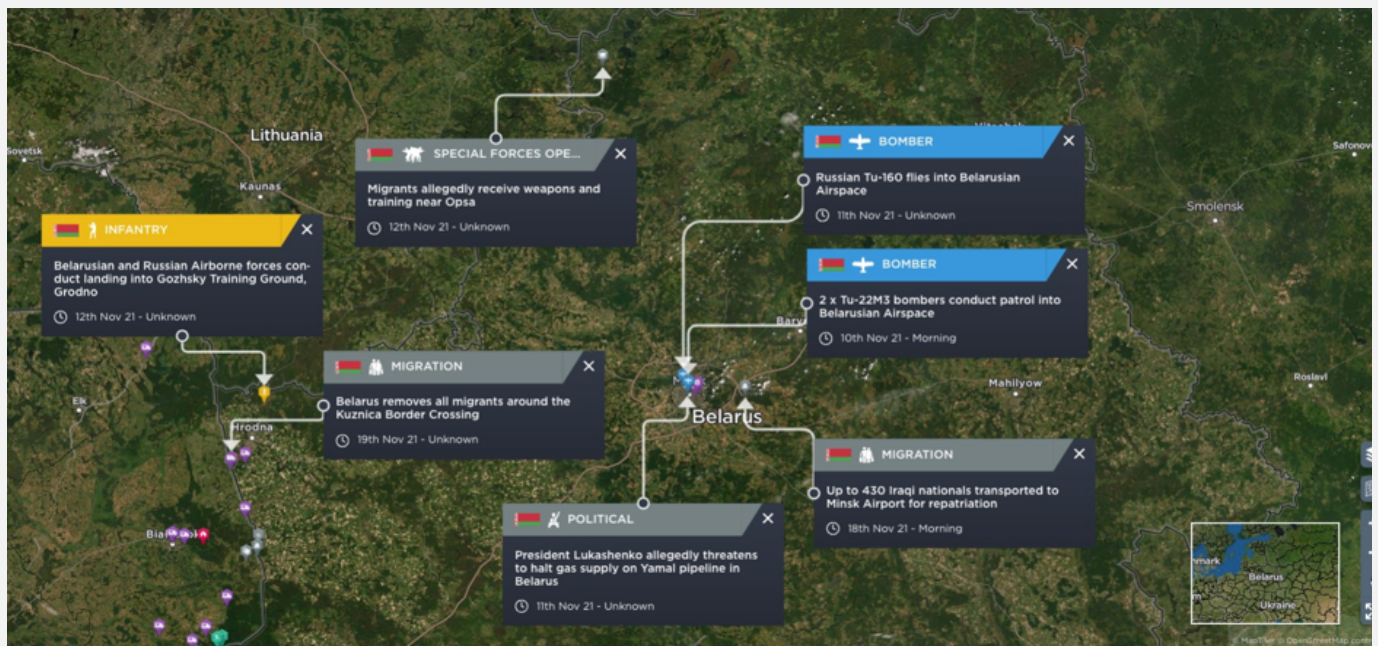 Lithuania
Sovetsk
Kaunas
SPECIAL FORCES OPE...
Migrants allegedly receive weapons and
training near Opsa
12th Nov 21 - Unknown
BOMBER
Russian Tu-160 flies into Belarusian
Airspace
11th Nov 21 - Unknown
Safonov
Smolensk
INFANTRY
Belarusian and Russian Airborne forces con-
duct landing into Gozhsky Training Ground,
Grodno
12th Nov 21 - Unknown
BOMBER
2 x Tu-22M3 bombers conduct patrol into
Belarusian Airspace
10th Nov 21 - Morning
Bary
MIGRATION
Belarus removes all migrants around the
Kuznica Border Crossing
19th Nov 21 - Unknown
Elk
Hrodna
Belarus
Mahilyow
Roslavl
MIGRATION
Up to 430 Iraqi nationals transported to
Minsk Airport for repatriation
18th Nov 21 - Morning
POLITICAL
President Lukashenko allegedly threatens
to halt gas supply on Yamal pipeline in
Belarus
11th Nov 21 - Unknown
nmark
Belarus
Ukraine
© MapTiler © OpenStreetMap contri